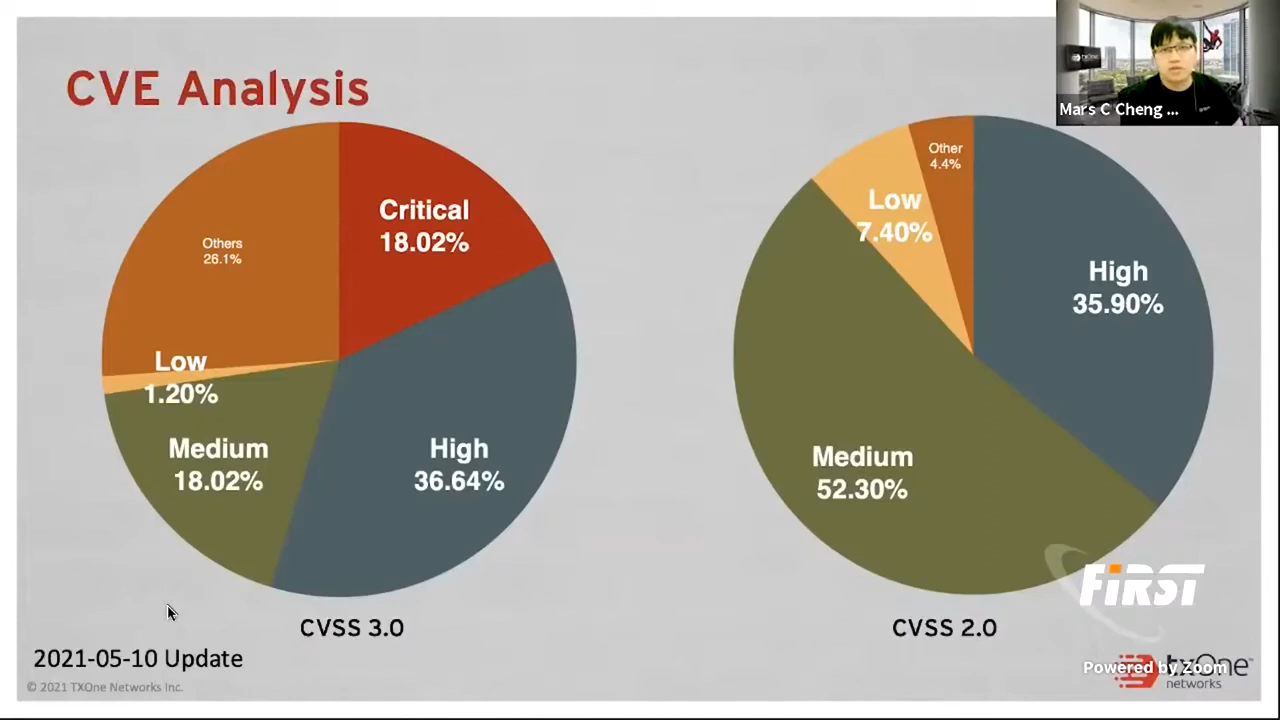 CVE Analysis
Mars C Cheng ...
Critical
18.02%
Others
26.1%
Low
1.20%
Medium
18.02%
High
36.64%
CVSS 3.0
Other
4.4%
Low
7.40%
High
35.90%
Medium
52.30%
CVSS 2.0
FiRST
2021-05-10 Update
© 2021 TXOne Networks Inc.
Powered by Zoom
txOne
networks